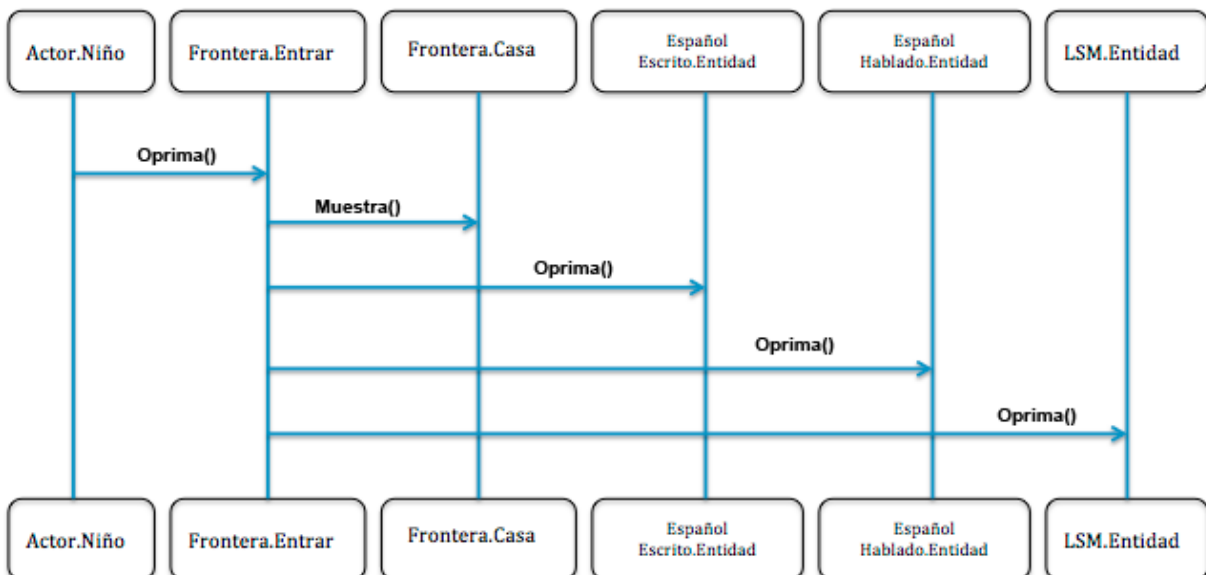 Actor.Niño
Frontera.Entrar
Frontera.Casa
Español
Escrito.Entidad
Español
Hablado.Entidad
LSM.Entidad
Oprima()
Muestra()
Oprima()
Oprima()
Oprima()
Actor.Niño
Frontera.Entrar
Frontera.Casa
Español
Escrito.Entidad
Español
Hablado.Entidad
LSM.Entidad